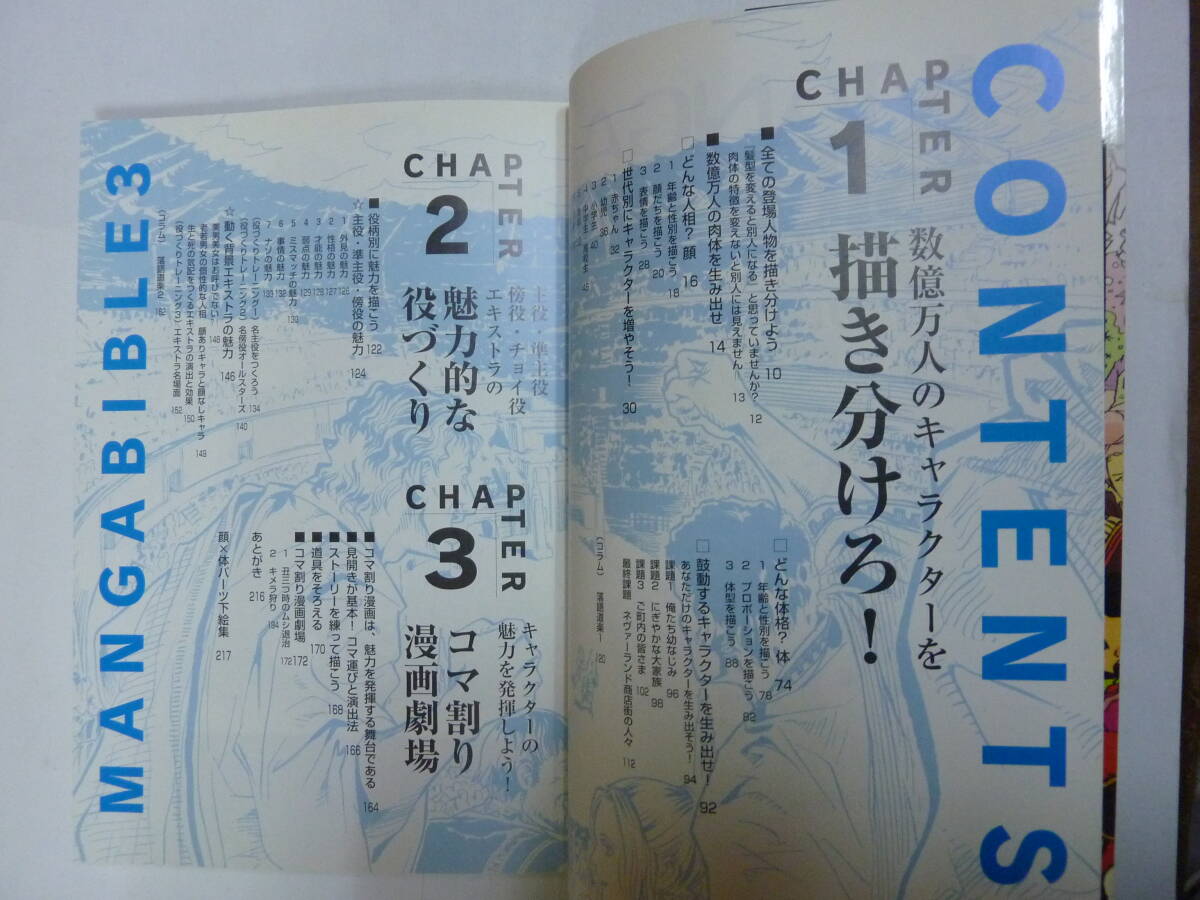 CONTENTS
CHAPTER
1
数億万人のキャラクターを
描き分けろ！
■全ての登場人物を描き分けよう 10
「髪型を変えると別人になる」と思っていませんか? 12
肉体の特徴を変えないと別人には見えません 13
■数億万人の肉体を生み出せ 14
□どんな人相? 顔 16
1 年齢と性別を描こう 18
2 顔だちを描こう 20
3 表情を描こう 28
□世代別にキャラクターを増やそう! 30
1 赤ちゃん 32
2 幼児 36
3 小学生 40
□どんな体格? 体 74
1 年齢と性別を描こう 78
2 プロポーションを描こう 82
3 体型を描こう 88
□鼓動するキャラクターを生み出せ! 92
あなただけのキャラクターを生み出そう! 94
課題1 俺たち幼なじみ 96
課題2 にぎやかな大家族 98
課題3 ご町内の皆さま 102
最終課題 ネヴァーランド商店街の人々 112
(コラム) 落語道楽1 120
CHAPTER
2
主役・準主役
傍役・チョイ役
エキストラの
魅力的な
役づくり
■役柄別に魅力を描こう 122
☆主役・準主役・傍役の魅力 124
1 外見の魅力 126
2 性格の魅力 127
3 才能の魅力 128
4 弱点の魅力 129
5 ミスマッチの魅力 130
6 事情の魅力 132
7 ナゾの魅力 133
(役づくりトレーニング1) 名主役をつくろう 134
(役づくりトレーニング2) 名傍役オールスターズ 140
☆動く背景エキストラの魅力 146
美男美女はお呼びでない! 146
老若男女の個性的な人相 顔ありキャラと顔なしキャラ 148
生と死の気配をつくるエキストラの演出と効果 150
(役づくりトレーニング3) エキストラ名場面 152
(コラム) 落語道楽2 162
CHAPTER
3
キャラクターの
魅力を発揮しよう!
コマ割り
漫画劇場
■コマ割り漫画は、魅力を発揮する舞台である 164
■見開きが基本! コマ運びと演出法 166
■ストーリーを練って描こう 168
■道具をそろえる 170
■コマ割り漫画劇場 172
1 丑三つ時のムシ退治 172
2 キメラ狩り 194
あとがき 216
顔×体パーツ下絵集 217
MANGABIBLE3